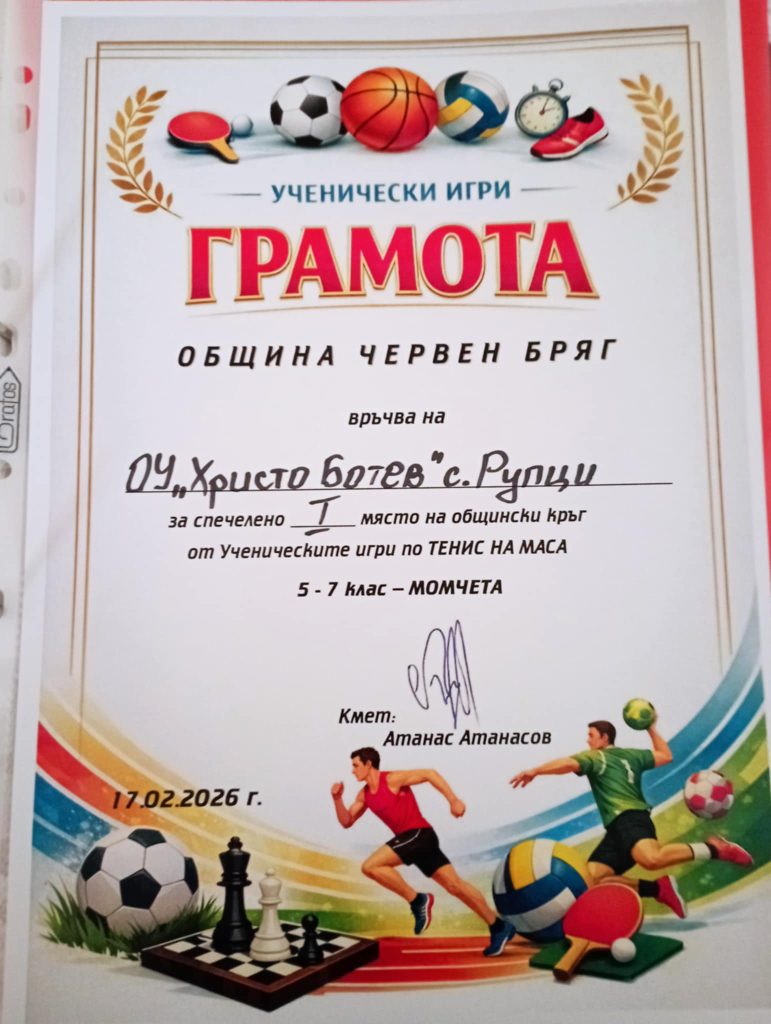 УЧЕНИЧЕСКИ ИГРИ
ГРАМОТА
ОБЩИНА ЧЕРВЕН БРЯГ
връчва на
ОУ „Христо Ботев" с. Рупци
за спечелено I място на общински кръг
от Ученическите игри по ТЕНИС НА МАСА
5 - 7 клас – МОМЧЕТА
Кмет:
Атанас Атанасов
17.02.2026 г.
Grafos